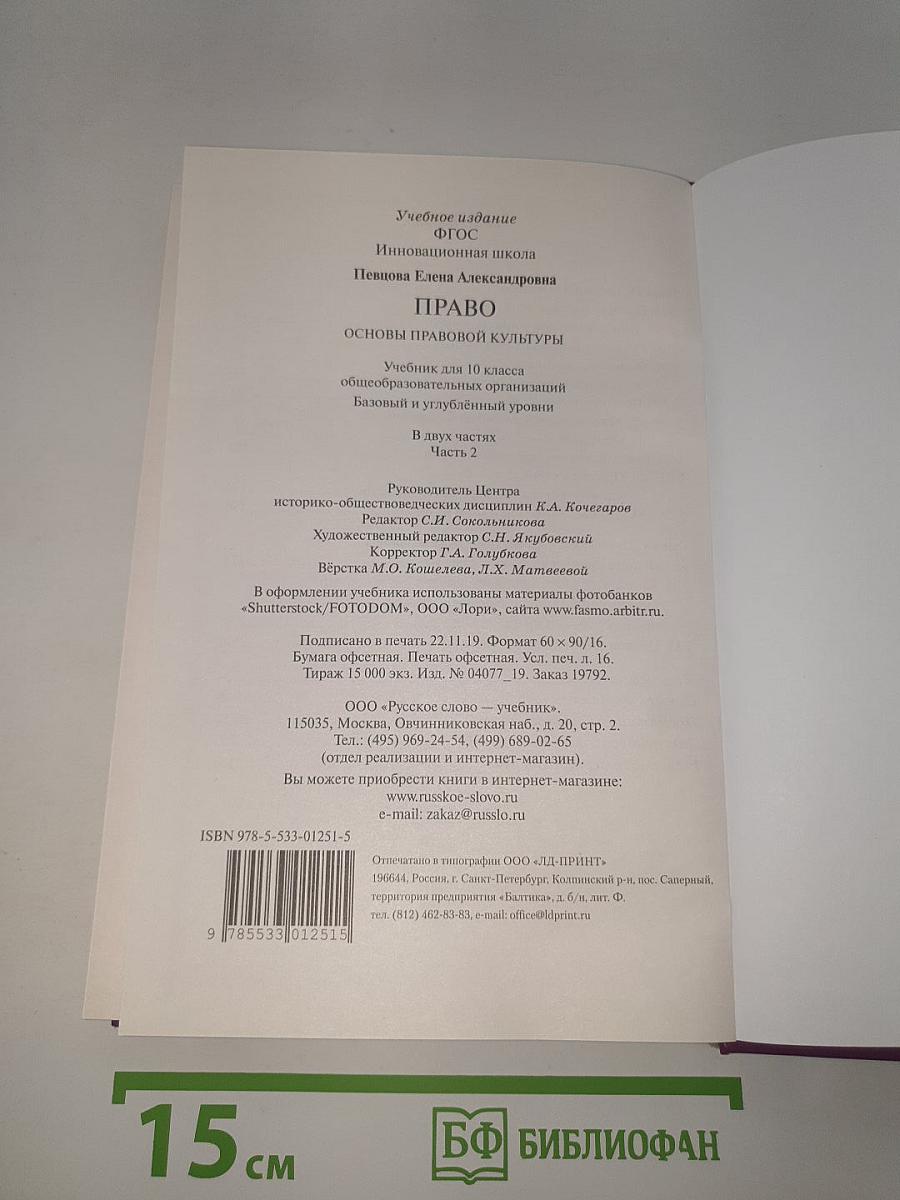 Учебное издание
ФГОС
Инновационная школа
Певцова Елена Александровна
ПРАВО
ОСНОВЫ ПРАВОВОЙ КУЛЬТУРЫ
Учебник для 10 класса
общеобразовательных организаций
Базовый и углублённый уровни
В двух частях
Часть 2
Руководитель Центра
историко-обществоведческих дисциплин К.А. Кочегаров
Редактор С.И. Сокольникова
Художественный редактор С.Н. Якубовский
Корректор Г.А. Голубкова
Вёрстка М.О. Кошелева, Л.Х. Матвеевой
В оформлении учебника использованы материалы фотобанков
«Shutterstock/FOTODOM», ООО «Лори», сайта www.fasmo.arbitr.ru.
Подписано в печать 22.11.19. Формат 60 × 90/16.
Бумага офсетная. Печать офсетная. Усл. печ. л. 16.
Тираж 15 000 экз. Изд. № 04077_19. Заказ 19792.
ООО «Русское слово — учебник».
115035, Москва, Овчинниковская наб., д. 20, стр. 2.
Тел.: (495) 969-24-54, (499) 689-02-65
(отдел реализации и интернет-магазин).
Вы можете приобрести книги в интернет-магазине:
www.russkoe-slovo.ru
e-mail: zakaz@russlo.ru
ISBN 978-5-533-01251-5
Отпечатано в типографии ООО «ЛД-ПРИНТ»
196644, Россия, г. Санкт-Петербург, Колпинский р-н, пос. Саперный,
территория предприятия «Балтика», д. б/н, лит. Ф.
тел. (812) 462-83-83, e-mail: office@ldprint.ru
9 785533 012515
15 см
БФ БИБЛИОФАН